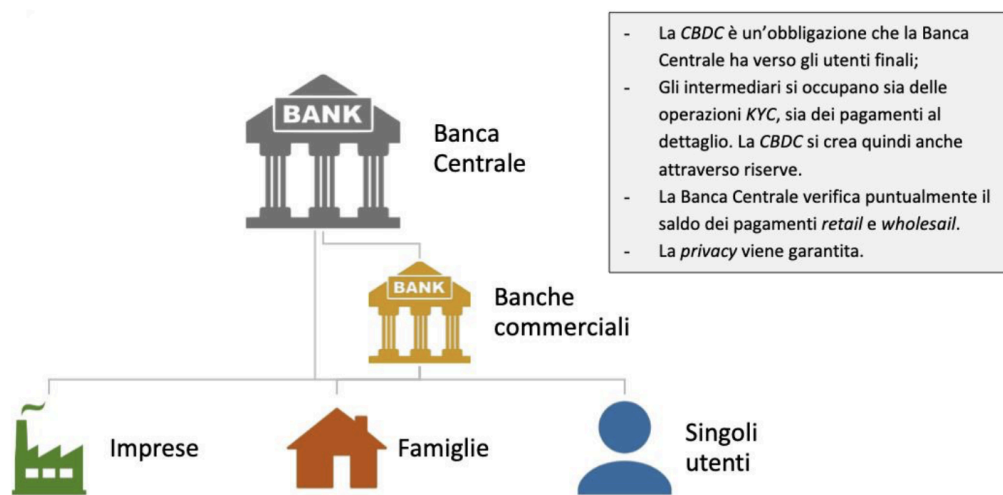 - La CBDC è un'obbligazione che la Banca
Centrale ha verso gli utenti finali;
- Gli intermediari si occupano sia delle
operazioni KYC, sia dei pagamenti al
dettaglio. La CBDC si crea quindi anche
attraverso riserve.
- La Banca Centrale verifica puntualmente il
saldo dei pagamenti retail e wholesail.
- La privacy viene garantita.
BANK
Banca
Centrale
BANK
Banche
commerciali
Imprese
Famiglie
Singoli
utenti